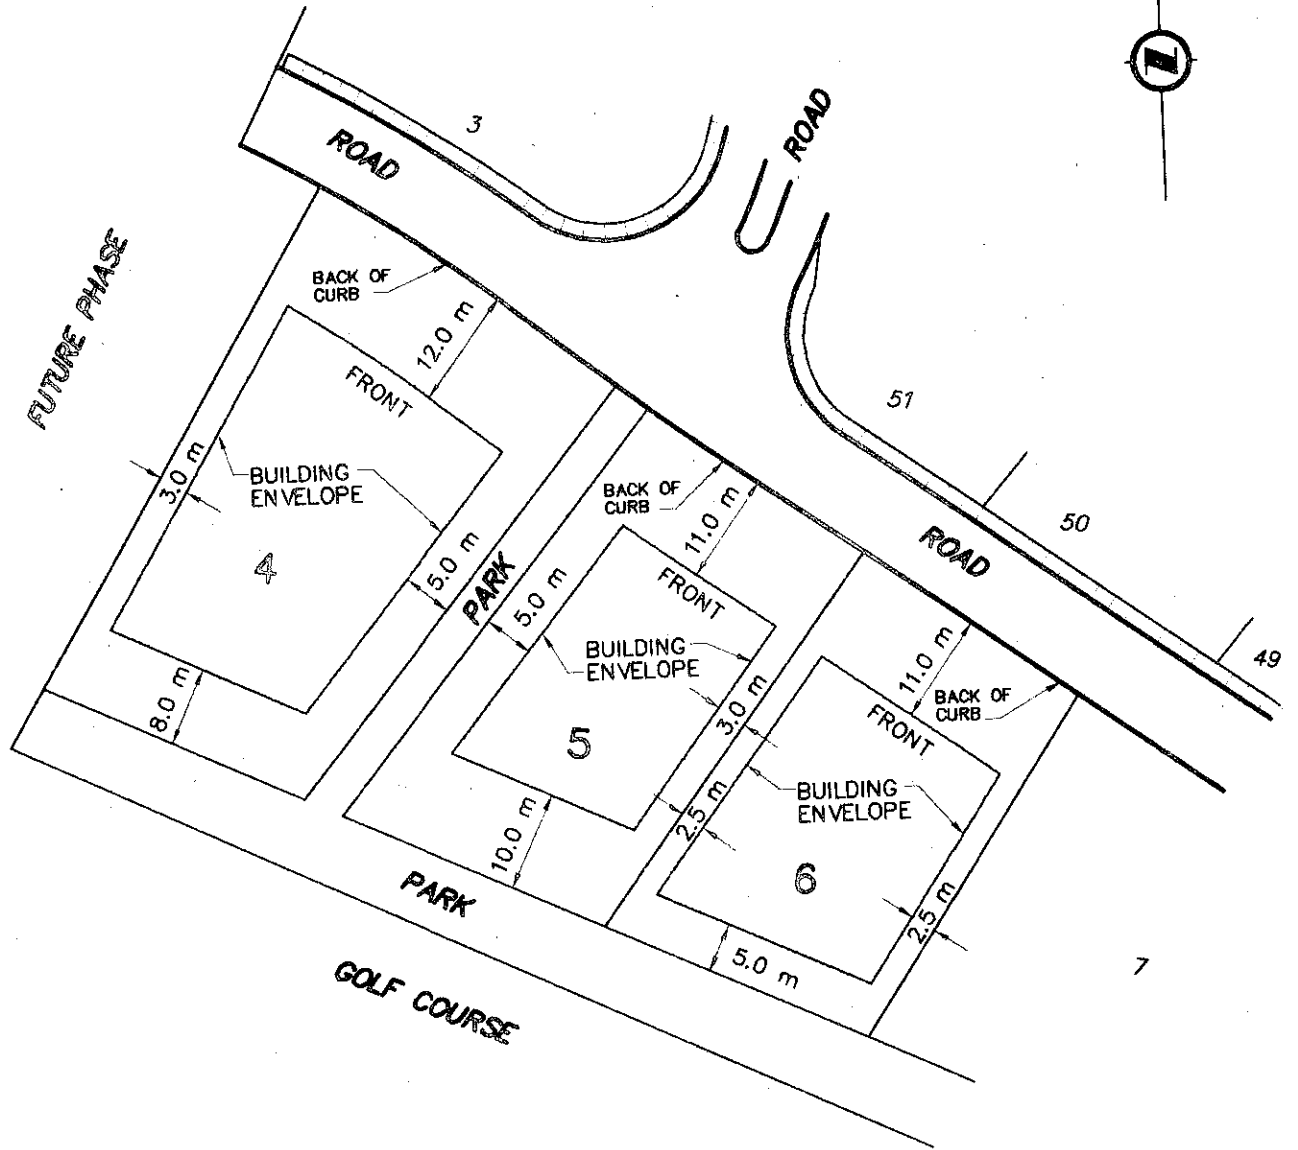 Z
3
ROAD
ROAD
FUTURE PHASE
BACK OF
CURB
12.0 m
FRONT
51
BUILDING
ENVELOPE
3.0 m
BACK OF
CURB
11.0 m
50
ROAD
4
5.0 m
PARK
5.0 m
FRONT
BUILDING
ENVELOPE
11.0 m
49
BACK OF
CURB
8.0 m
5
3.0 m
FRONT
BUILDING
ENVELOPE
10.0 m
2.5 m
6
PARK
2.5 m
5.0 m
7
GOLF COURSE